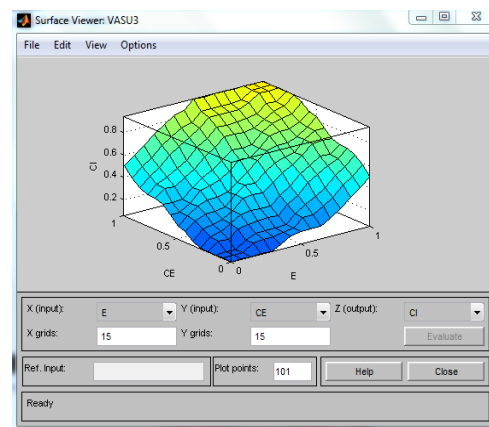 Surface Viewer: VASU3
File Edit View Options
0.8
0.6
0.4
0.2
CI
1
0.5
0
CE
0
0.5
1
E
X (input): E Y (input): CE Z (output): CI
X grids: 15 Y grids: 15 Evaluate
Ref. Input: Plot points: 101 Help Close
Ready